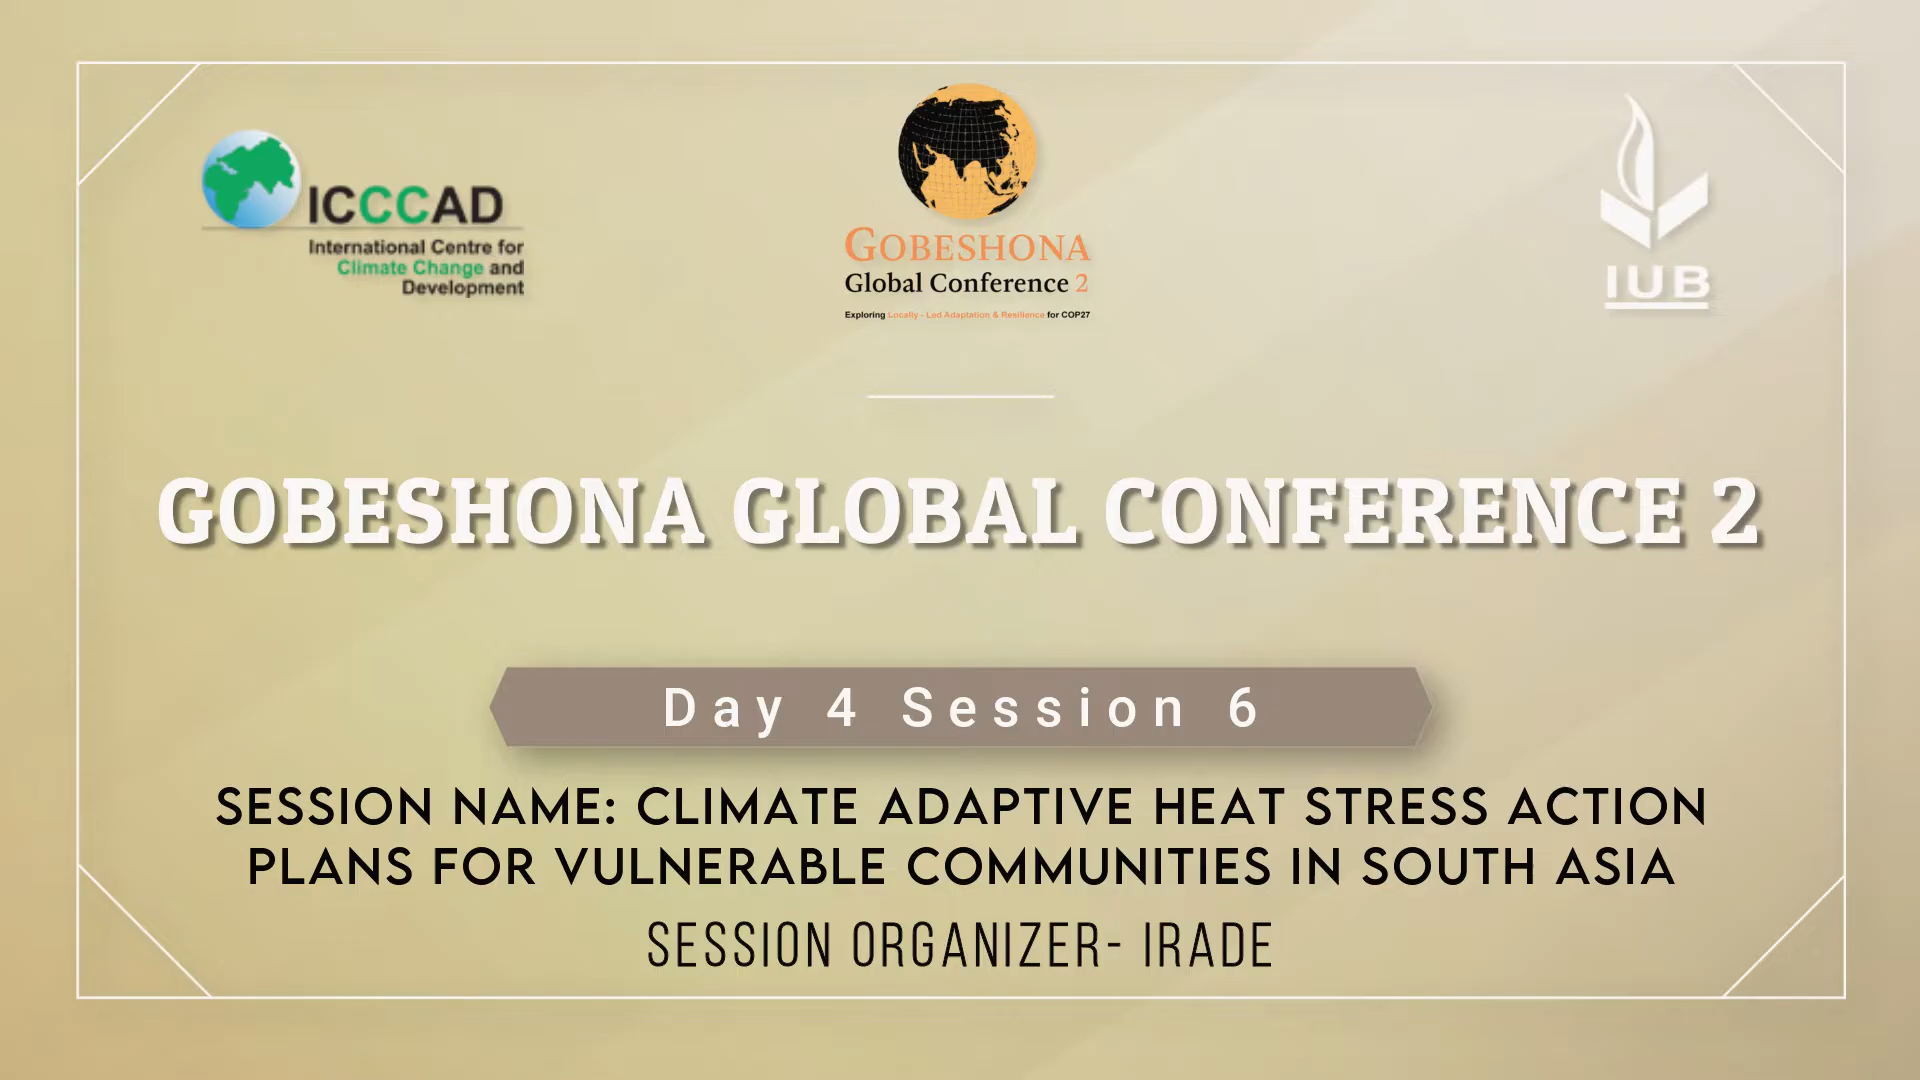 ICCCAD
International Centre for
Climate Change and
Development
GOBESHONA
Global Conference 2
Exploring Locally - Led Adaptation & Resilience for COP27
IUB
GOBESHONA GLOBAL CONFERENCE 2
Day 4 Session 6
SESSION NAME: CLIMATE ADAPTIVE HEAT STRESS ACTION
PLANS FOR VULNERABLE COMMUNITIES IN SOUTH ASIA
SESSION ORGANIZER- IRADE